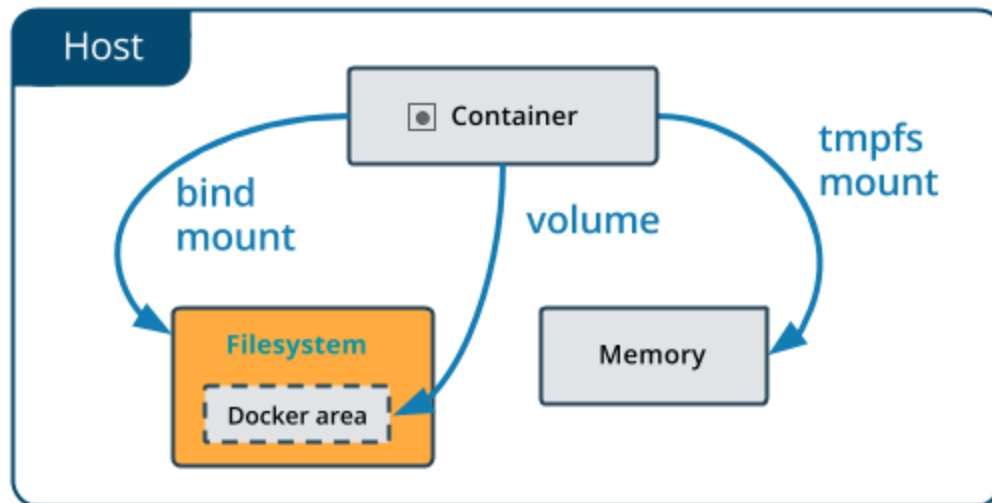 Host
Container
bind
mount
volume
tmpfs
mount
Filesystem
Docker area
Memory